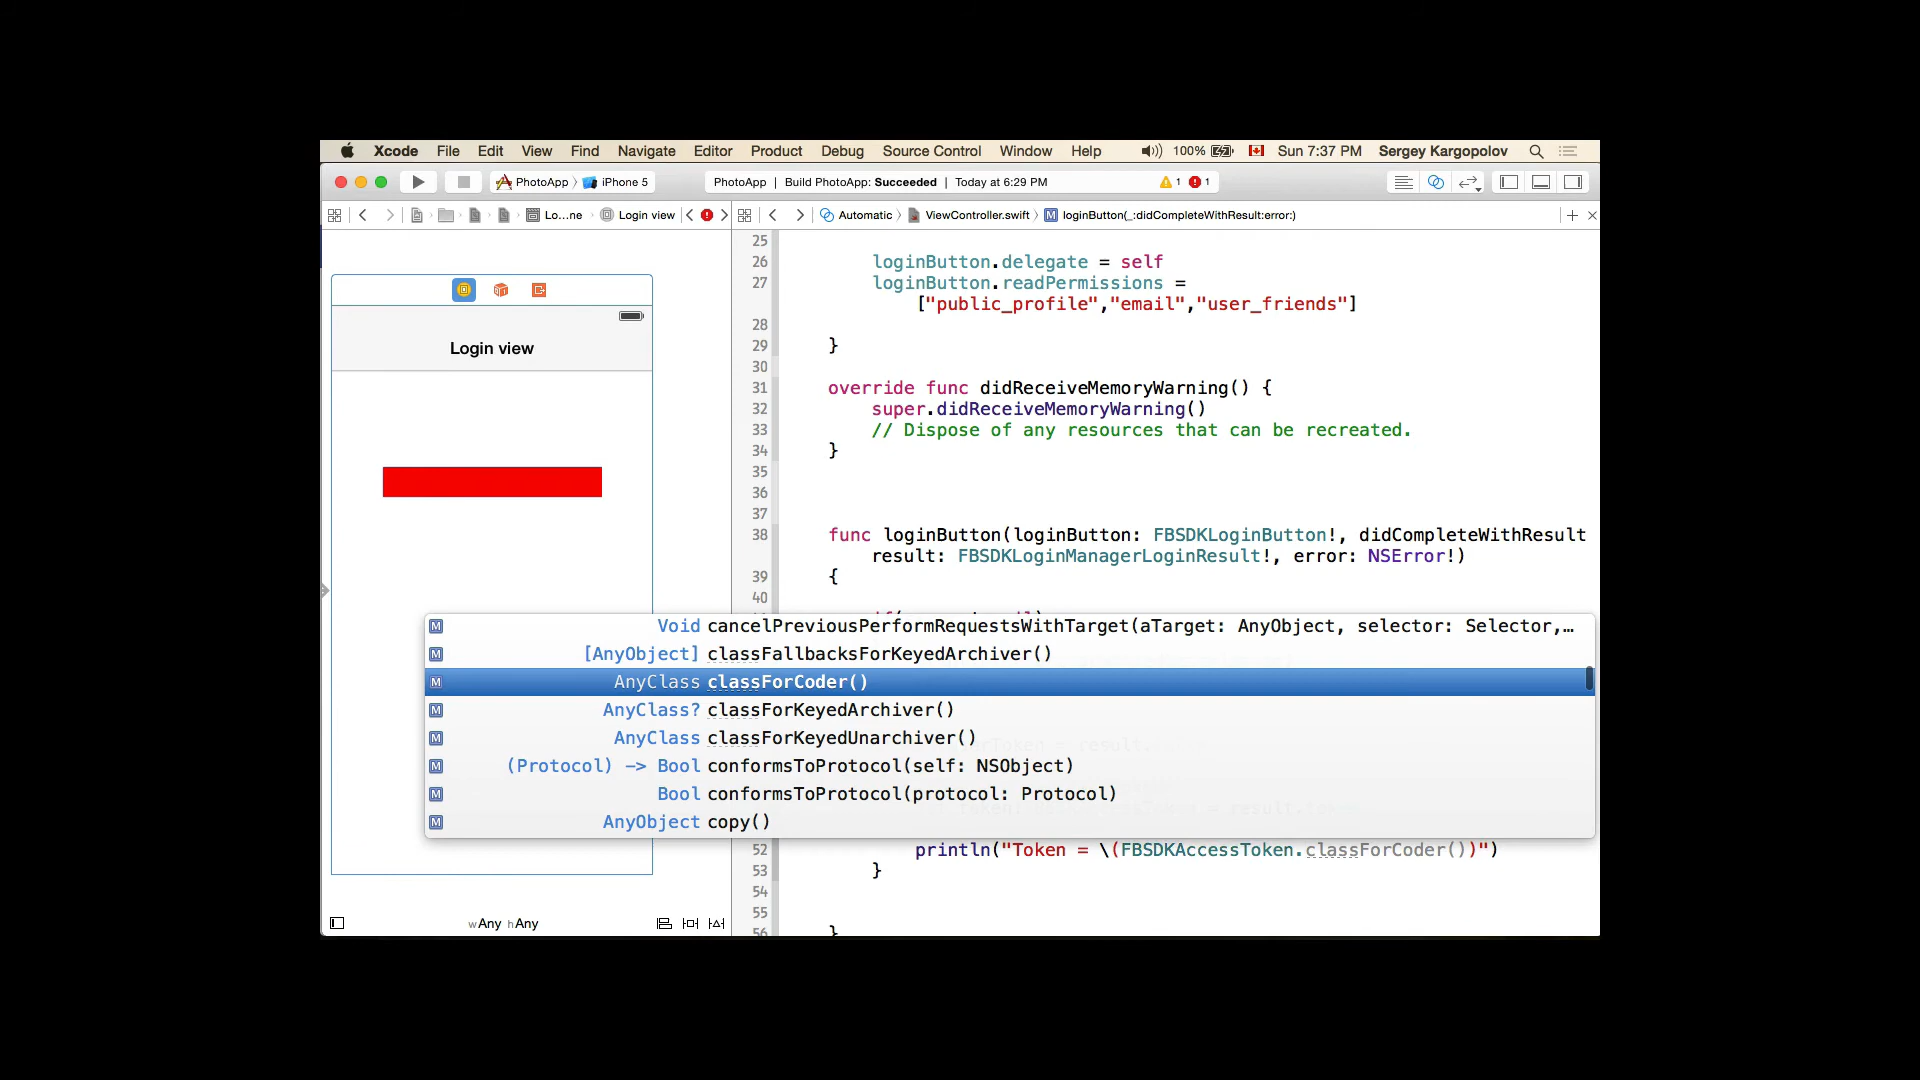 Xcode File Edit View Find Navigate Editor Product Debug Source Control Window Help 100% Sun 7:37 PM Sergey Kargopolov
PhotoApp iPhone 5 PhotoApp | Build PhotoApp: Succeeded | Today at 6:29 PM 1 1
Lo...ne Login view Automatic ViewController.swift M loginButton(_:didCompleteWithResult:error:)
Login view
25
26 loginButton.delegate = self
27 loginButton.readPermissions =
["public_profile","email","user_friends"]
28
29 }
30
31 override func didReceiveMemoryWarning() {
32 super.didReceiveMemoryWarning()
33 // Dispose of any resources that can be recreated.
34 }
35
36
37
38 func loginButton(loginButton: FBSDKLoginButton!, didCompleteWithResult
result: FBSDKLoginManagerLoginResult!, error: NSError!)
39 {
40
M Void cancelPreviousPerformRequestsWithTarget(aTarget: AnyObject, selector: Selector,…
M [AnyObject] classFallbacksForKeyedArchiver()
M AnyClass classForCoder()
M AnyClass? classForKeyedArchiver()
M AnyClass classForKeyedUnarchiver()
M (Protocol) -> Bool conformsToProtocol(self: NSObject)
M Bool conformsToProtocol(protocol: Protocol)
M AnyObject copy()
52 println("Token = \(FBSDKAccessToken.classForCoder())")
53 }
54
55
56 }
wAny hAny